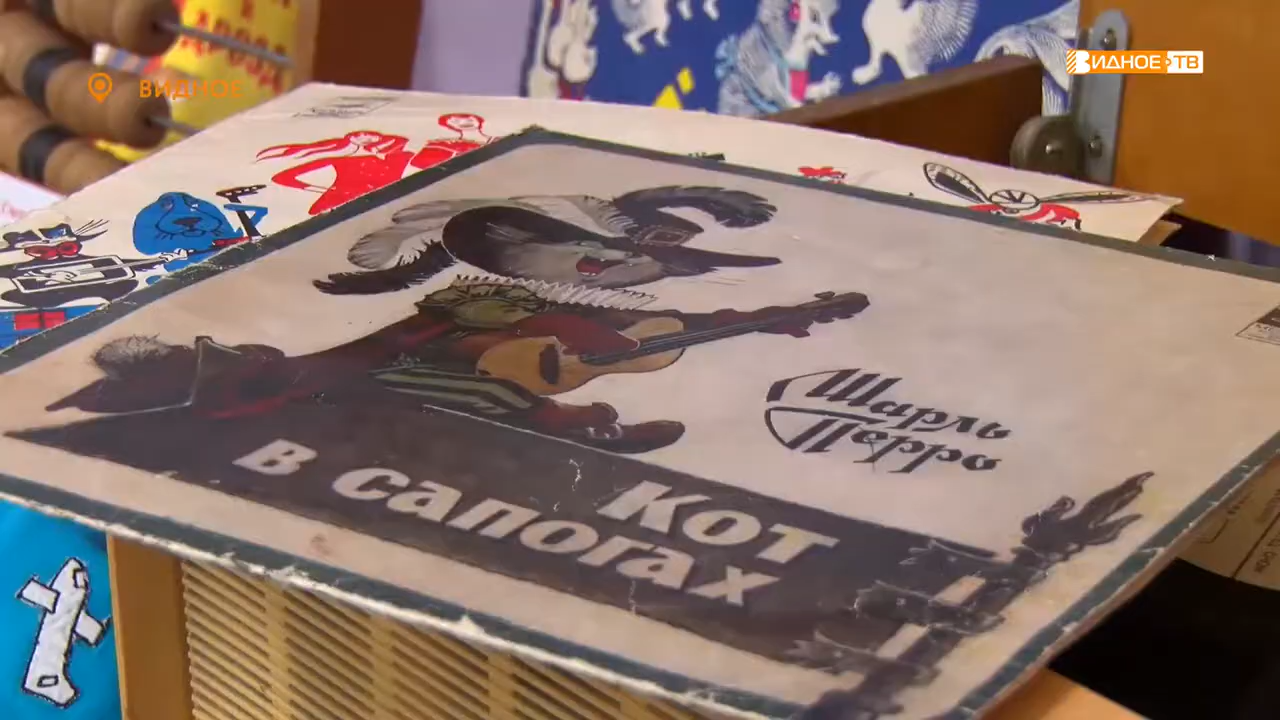 ВИДНОЕ
ВИДНОЕ ТВ
Шарль
Перро
Кот
в сапогах